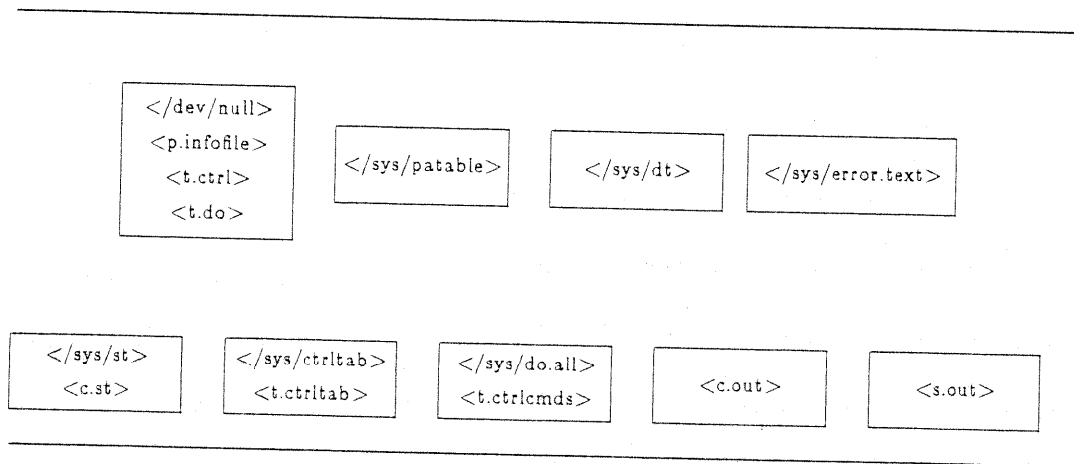 </dev/null>
<p.infofile>
<t.ctrl>
<t.do>
</sys/patable>
</sys/dt>
</sys/error.text>
</sys/st>
<c.st>
</sys/ctrltab>
<t.ctrltab>
</sys/do.all>
<t.ctrlcmds>
<c.out>
<s.out>